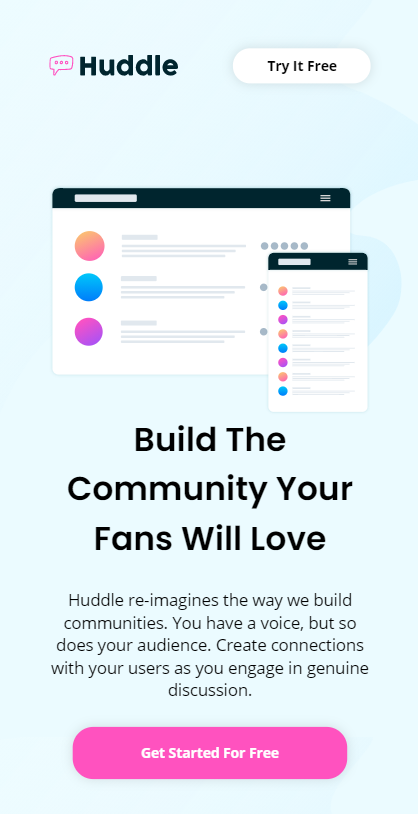 Huddle
Try It Free
Build The
Community Your
Fans Will Love
Huddle re-imagines the way we build
communities. You have a voice, but so
does your audience. Create connections
with your users as you engage in genuine
discussion.
Get Started For Free